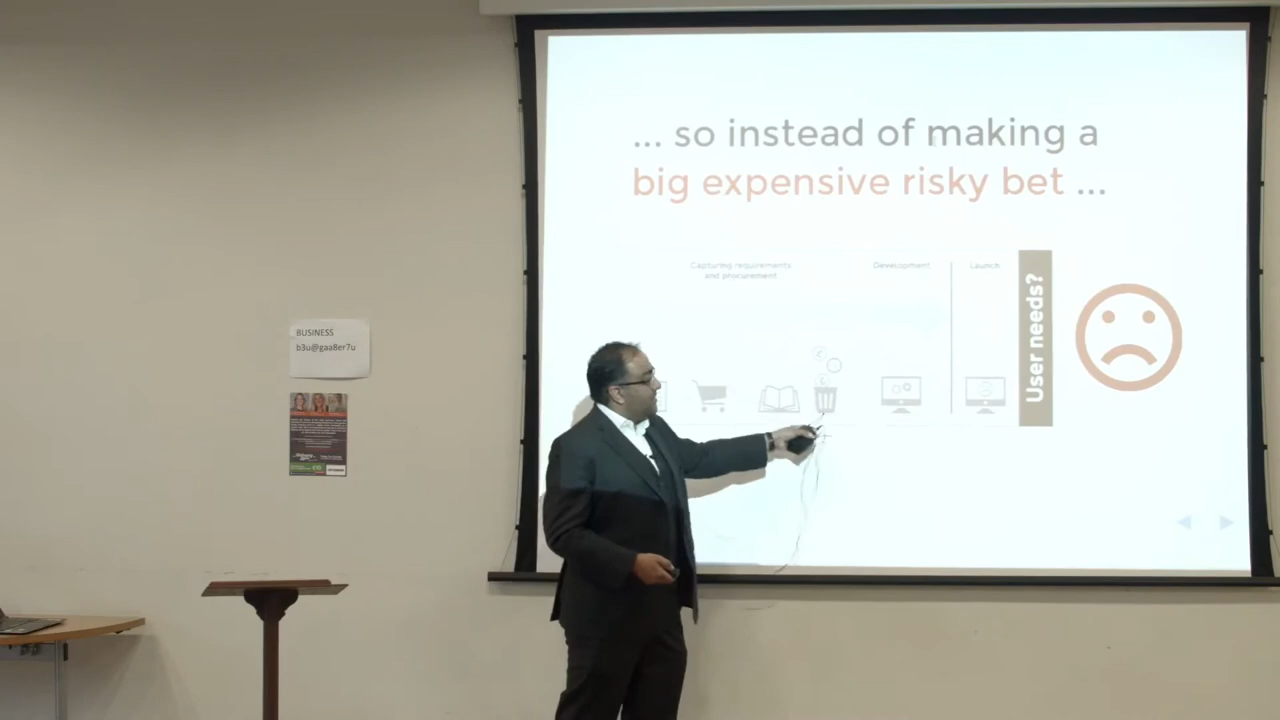 ... so instead of making a
big expensive risky bet ...
Capturing requirements
and procurement
Development
Launch
User needs?
BUSINESS
b3u@gaa8er7u